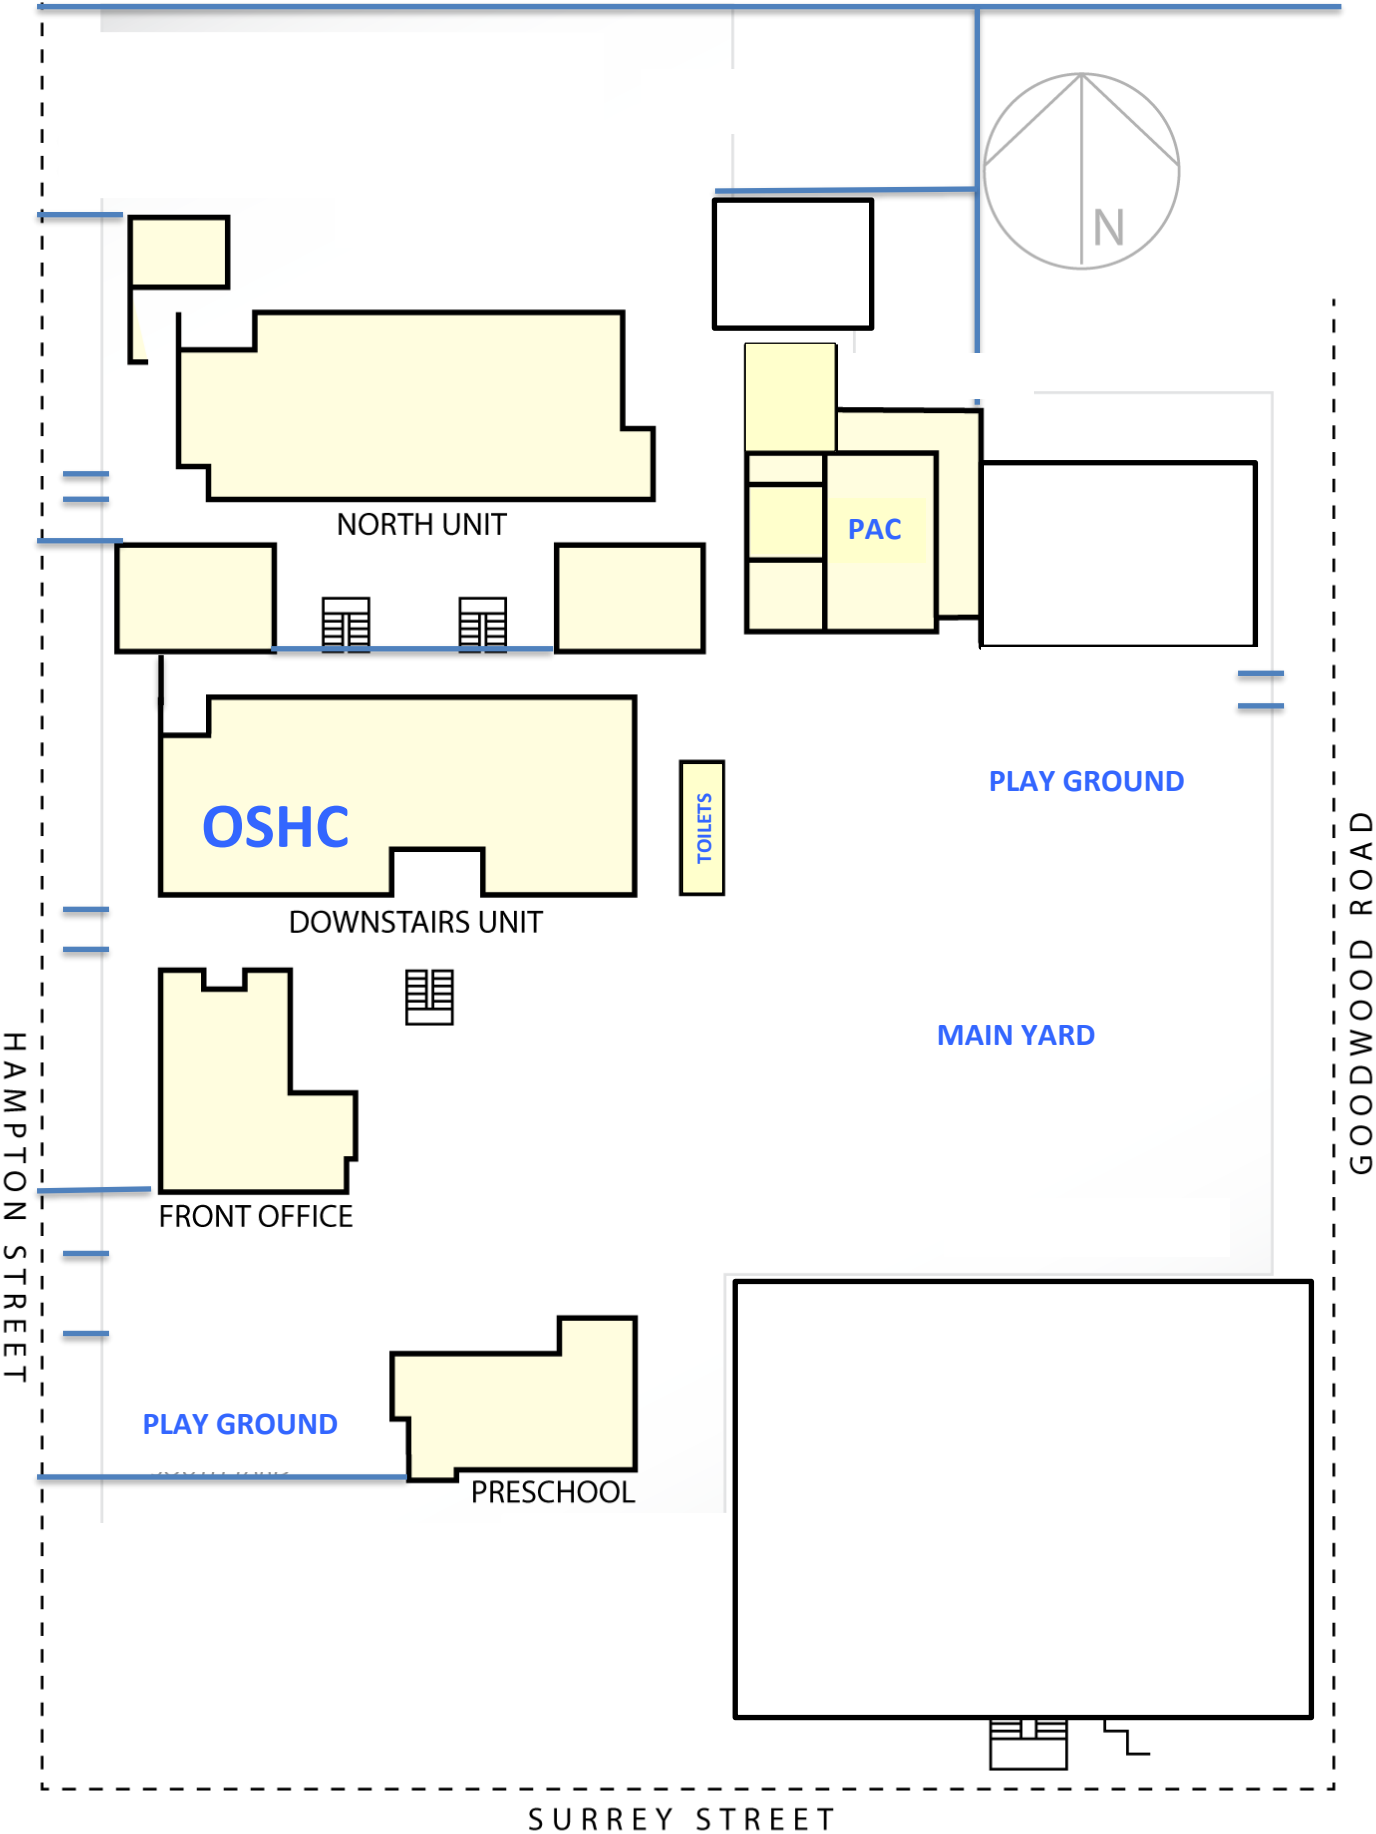 N
NORTH UNIT
PAC
PLAY GROUND
OSHC
TOILETS
DOWNSTAIRS UNIT
MAIN YARD
GOODWOOD ROAD
HAMPTON STREET
FRONT OFFICE
PLAY GROUND
PRESCHOOL
SURREY STREET